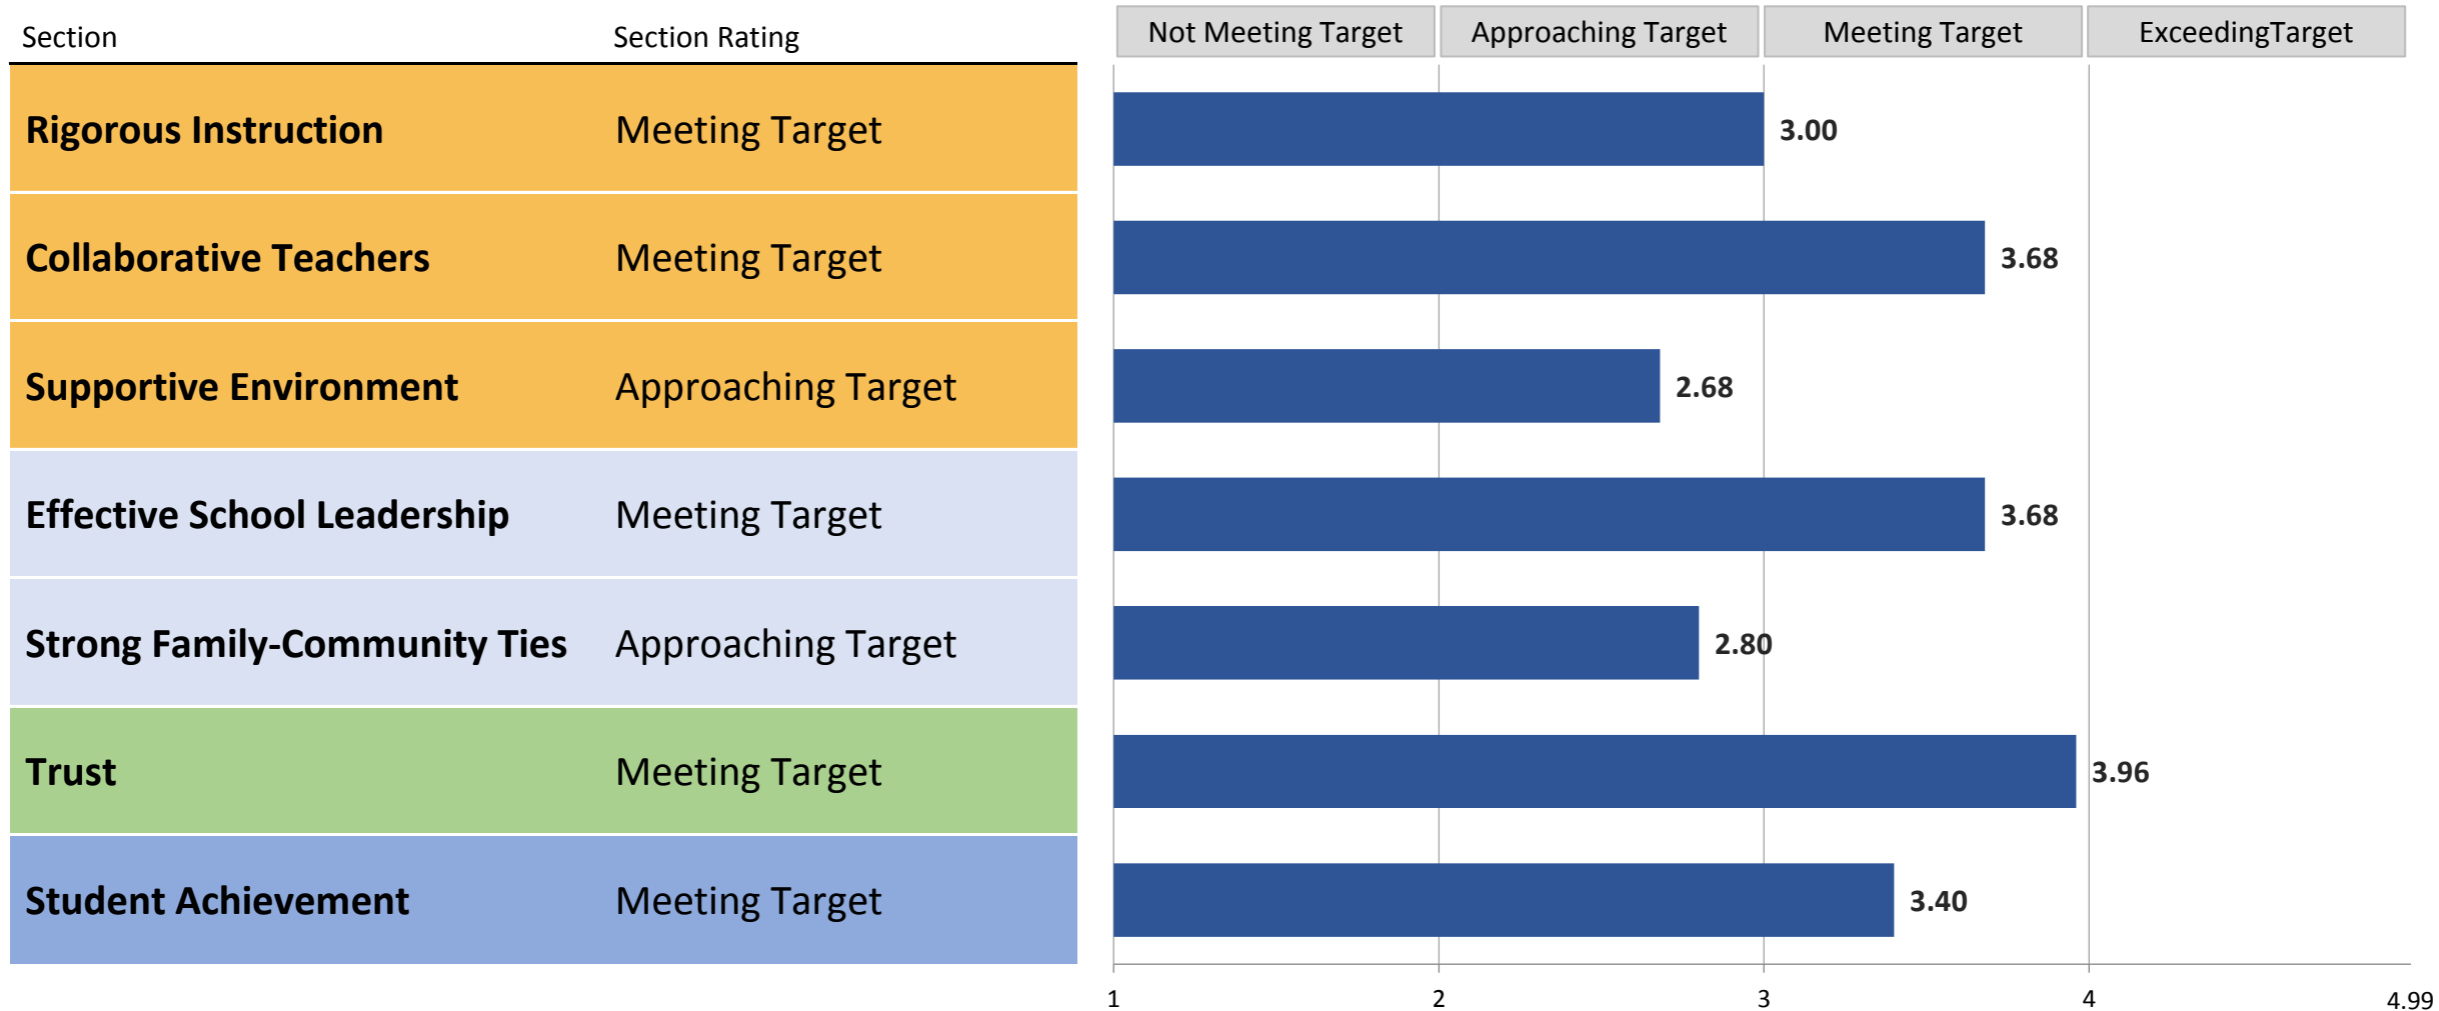 Section Section Rating Not Meeting Target Approaching Target Meeting Target ExceedingTarget
Rigorous Instruction Meeting Target 3.00
Collaborative Teachers Meeting Target 3.68
Supportive Environment Approaching Target 2.68
Effective School Leadership Meeting Target 3.68
Strong Family-Community Ties Approaching Target 2.80
Trust Meeting Target 3.96
Student Achievement Meeting Target 3.40
1 2 3 4 4.99